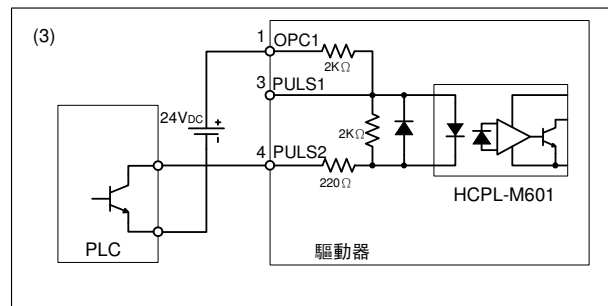 (3)
1 OPC1
2KΩ
3 PULS1
24VDC
2KΩ
4 PULS2
220Ω
HCPL-M601
PLC
驅動器